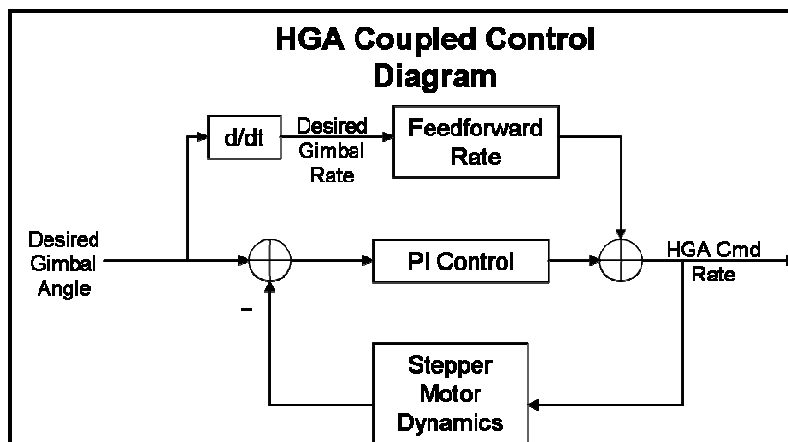 HGA Coupled Control
Diagram
d/dt
Desired
Gimbal
Rate
Feedforward
Rate
Desired
Gimbal
Angle
PI Control
HGA Cmd
Rate
–
Stepper
Motor
Dynamics